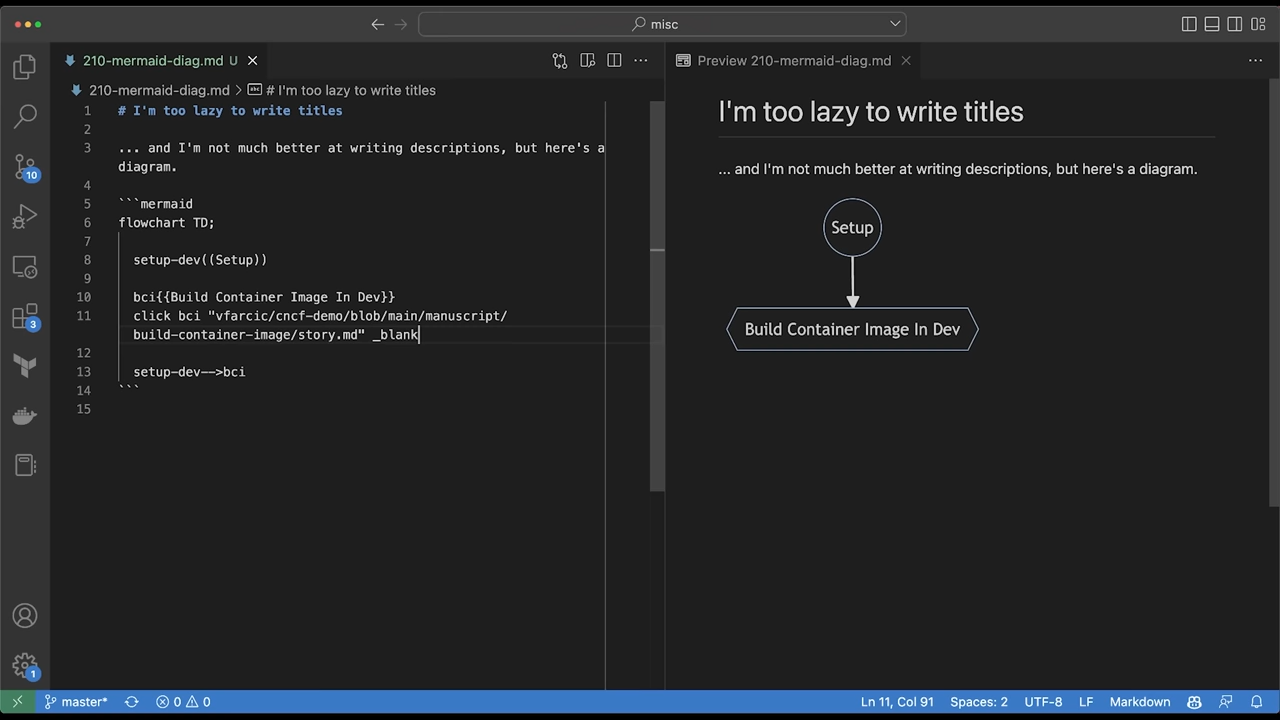 misc
210-mermaid-diag.md U
Preview 210-mermaid-diag.md
210-mermaid-diag.md > # I'm too lazy to write titles
1 # I'm too lazy to write titles
2
3 ... and I'm not much better at writing descriptions, but here's a
diagram.
4
5 ```mermaid
6 flowchart TD;
7
8 setup-dev((Setup))
9
10 bci{{Build Container Image In Dev}}
11 click bci "vfarcic/cncf-demo/blob/main/manuscript/
build-container-image/story.md" _blank
12
13 setup-dev-->bci
14 ```
15
I'm too lazy to write titles
... and I'm not much better at writing descriptions, but here's a diagram.
Setup
Build Container Image In Dev
10
3
1
master*
0
0
Ln 11, Col 91
Spaces: 2
UTF-8
LF
Markdown